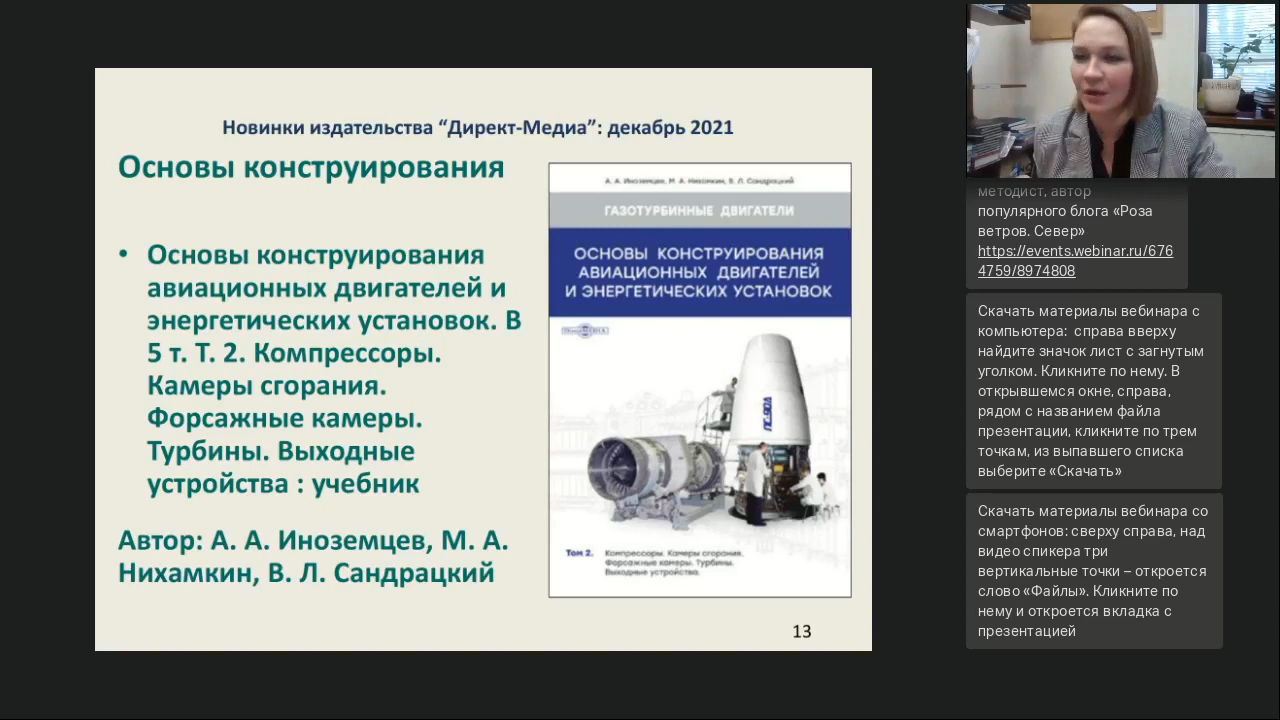 Новинки издательства “Директ-Медиа”: декабрь 2021
Основы конструирования
• Основы конструирования
авиационных двигателей и
энергетических установок. В
5 т. Т. 2. Компрессоры.
Камеры сгорания.
Форсажные камеры.
Турбины. Выходные
устройства : учебник
Автор: А. А. Иноземцев, М. А.
Нихамкин, В. Л. Сандрацкий
А. А. Иноземцев, М. А. Нихамкин, В. Л. Сандрацкий
ГАЗОТУРБИННЫЕ ДВИГАТЕЛИ
ОСНОВЫ КОНСТРУИРОВАНИЯ
АВИАЦИОННЫХ ДВИГАТЕЛЕЙ
И ЭНЕРГЕТИЧЕСКИХ УСТАНОВОК
Том 2.
Компрессоры. Камеры сгорания.
Форсажные камеры. Турбины.
Выходные устройства.
13
методист, автор
популярного блога «Роза
ветров. Север»
https://events.webinar.ru/676
4759/8974808
Скачать материалы вебинара с
компьютера: справа вверху
найдите значок лист с загнутым
уголком. Кликните по нему. В
открывшемся окне, справа,
рядом с названием файла
презентации, кликните по трем
точкам, из выпавшего списка
выберите «Скачать»
Скачать материалы вебинара со
смартфонов: сверху справа, над
видео спикера три
вертикальные точки – откроется
слово «Файлы». Кликните по
нему и откроется вкладка с
презентацией